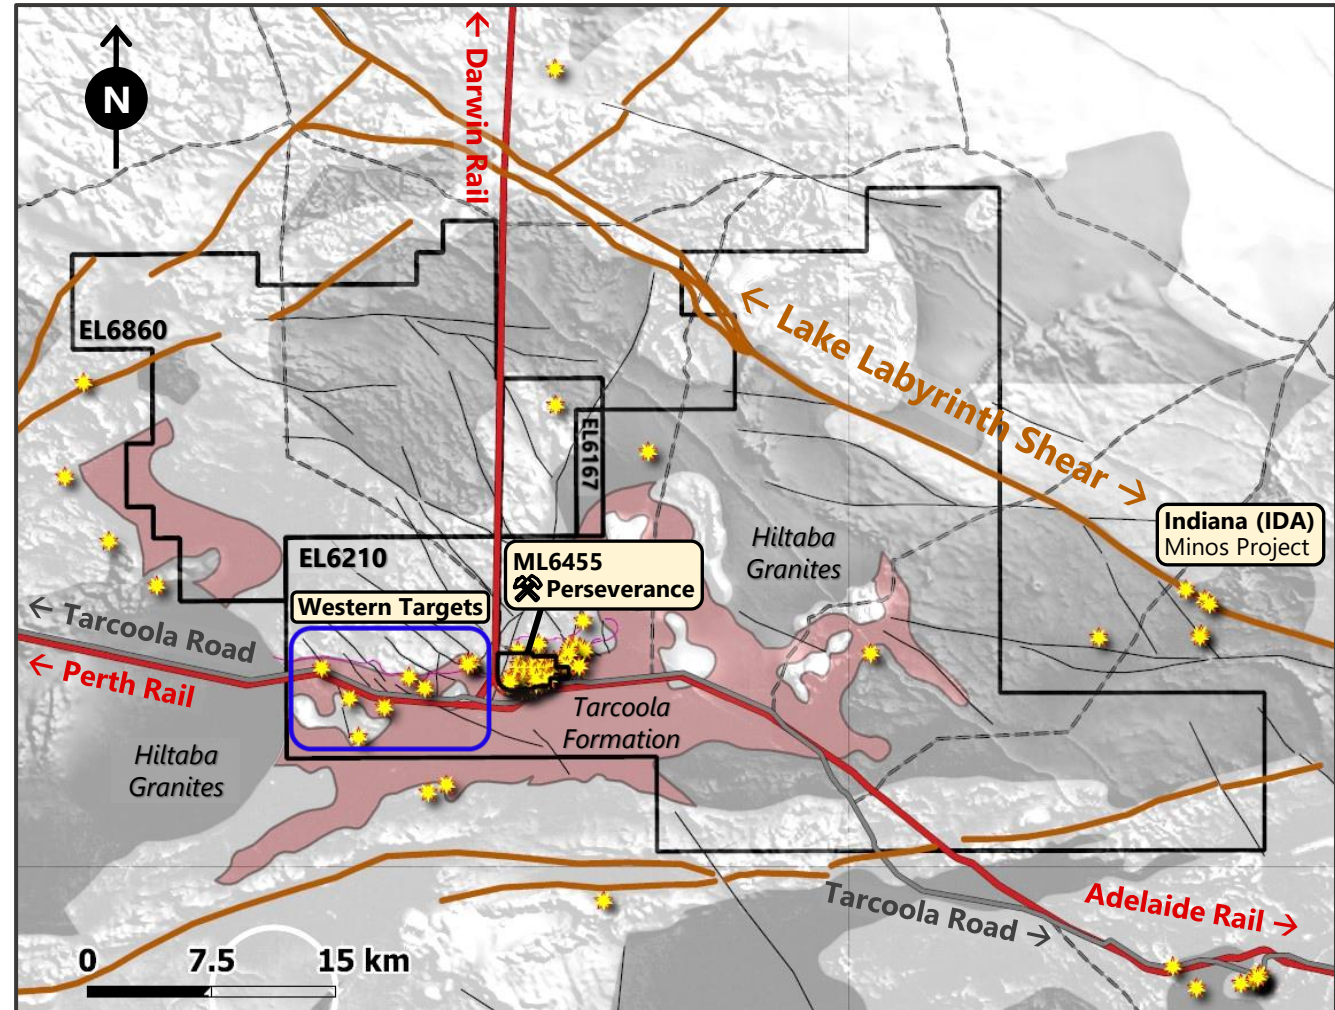 N
← Darwin Rail
EL6860
← Lake Labyrinth Shear →
EL6167
Indiana (IDA)
Minos Project
Hiltaba
Granites
EL6210
ML6455
Perseverance
Western Targets
← Tarcoola Road
← Perth Rail
Tarcoola
Formation
Hiltaba
Granites
Tarcoola Road →
Adelaide Rail →
0 7.5 15 km